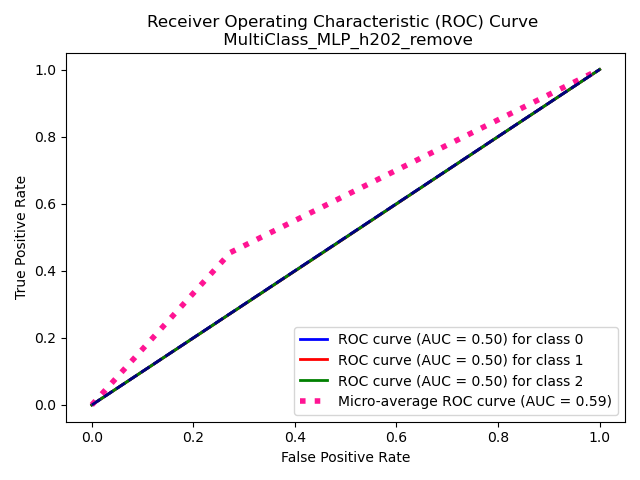 Receiver Operating Characteristic (ROC) Curve
MultiClass_MLP_h202_remove
1.0
0.8
0.6
0.4
0.2
0.0
True Positive Rate
ROC curve (AUC = 0.50) for class 0
ROC curve (AUC = 0.50) for class 1
ROC curve (AUC = 0.50) for class 2
Micro-average ROC curve (AUC = 0.59)
0.0 0.2 0.4 0.6 0.8 1.0
False Positive Rate